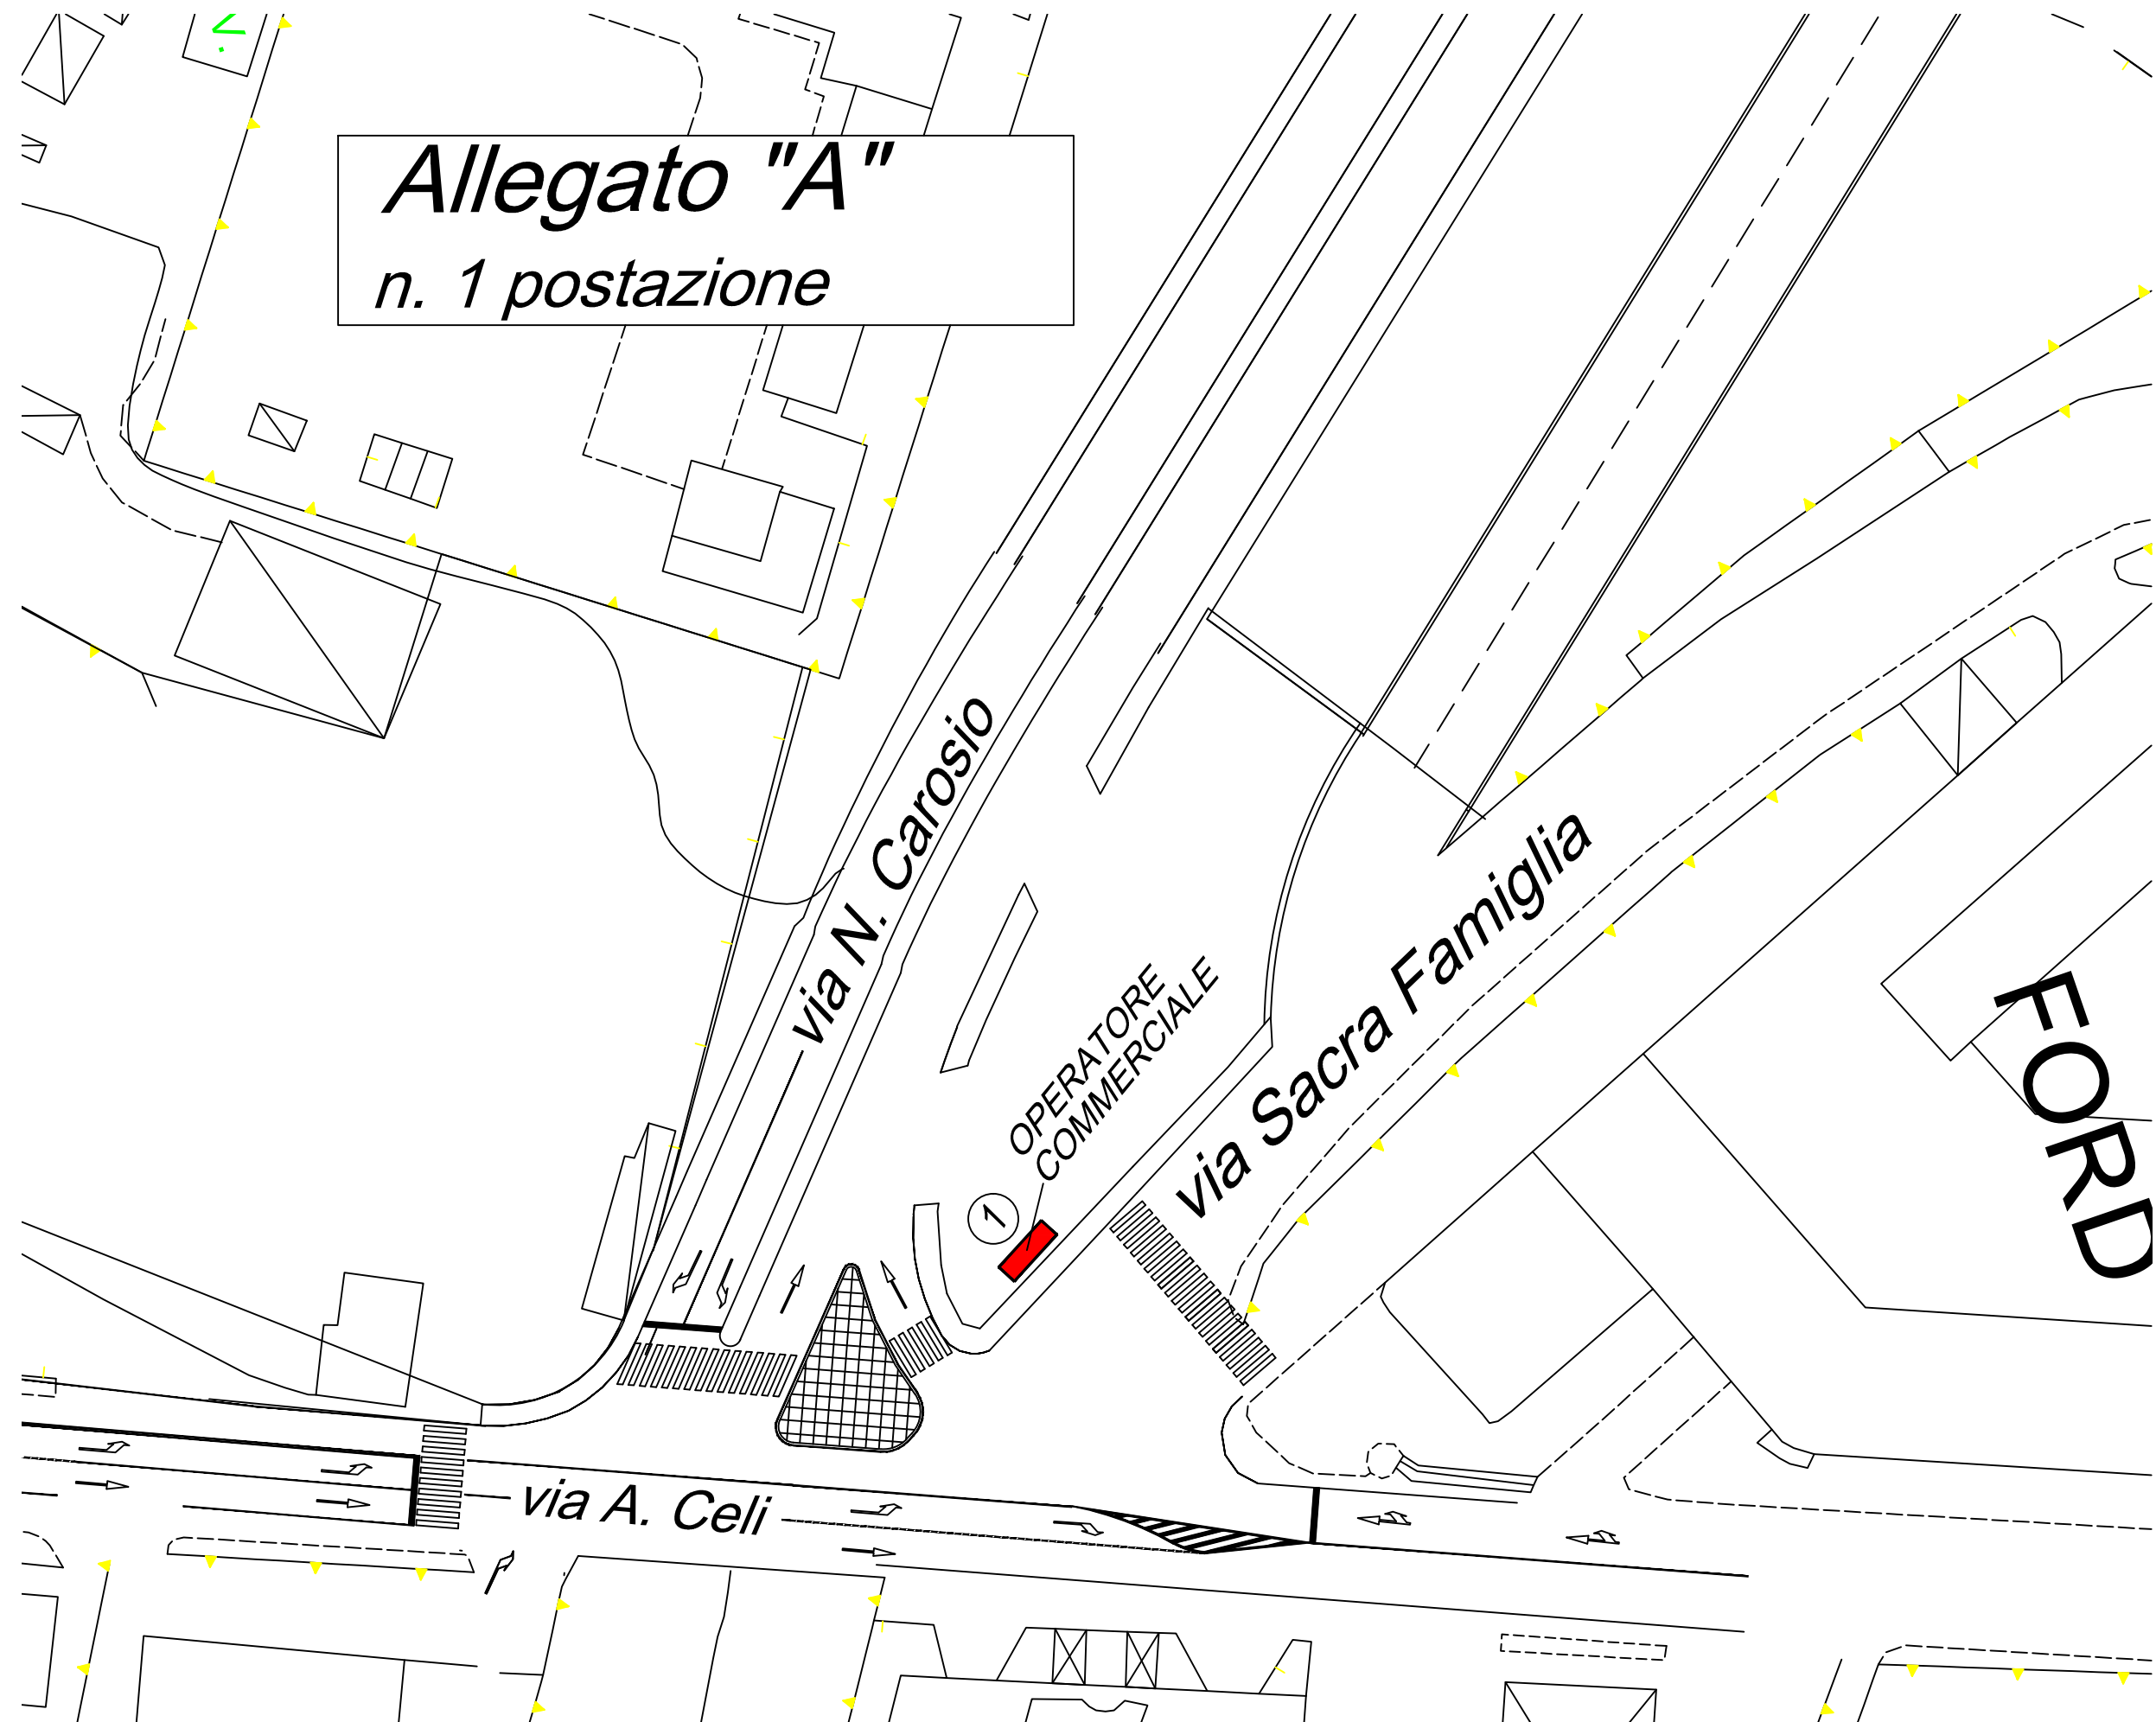 Allegato "A"
n. 1 postazione
via N. Carosio
OPERATORE
COMMERCIALE
1
via Sacra Famiglia
FORD
via A. Celi